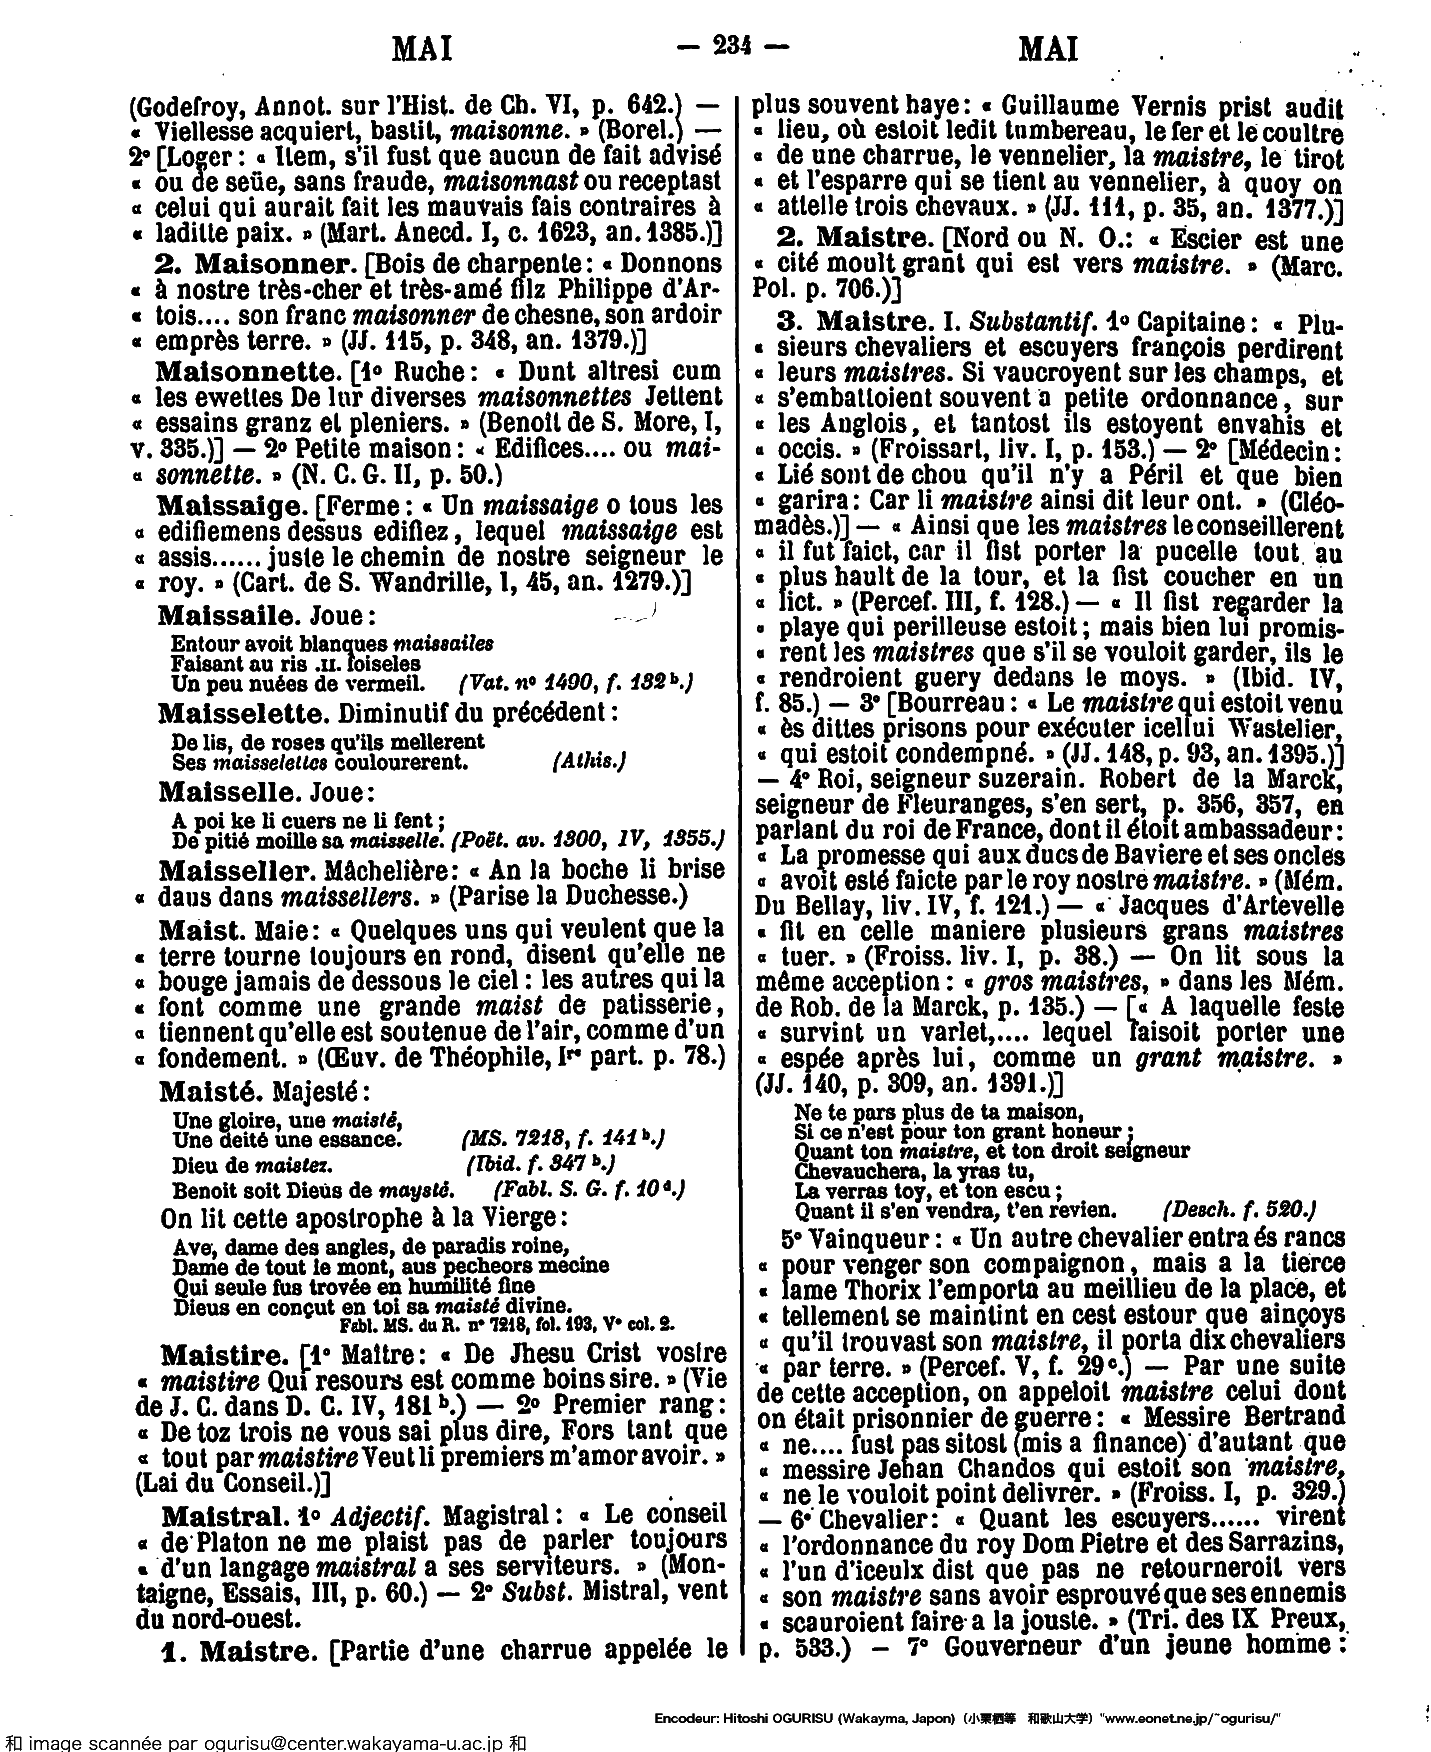 MAI — 234 — MAI
(Godefroy, Annot. sur l'Hist. de Ch. VI, p. 642.) —
« Viellesse acquiert, bastit, maisonne. » (Borel.) —
2º [Loger : « Item, s'il fust que aucun de fait advisé
« ou de seüe, sans fraude, maisonnast ou receptast
« celui qui aurait fait les mauvais fais contraires à
« laditte paix. » (Mart. Anecd. I, c. 1623, an. 1385.)]
2. Maisonner. [Bois de charpente : « Donnons
« à nostre très-cher et très-amé filz Philippe d'Ar-
« tois.... son franc maisonner de chesne, son ardoir
« emprès terre. » (JJ. 115, p. 348, an. 1379.)]
Maisonnette. [1º Ruche : « Dunt altresi cum
« les ewettes De lur diverses maisonnettes Jettent
« essains granz et pleniers. » (Benoit de S. More, I,
v. 335.)] — 2º Petite maison : « Edifices.... ou mai-
« sonnette. » (N. C. G. II, p. 50.)
Maissaige. [Ferme : « Un maissaige o tous les
« edifiemens dessus edifiez, lequel maissaige est
« assis...... juste le chemin de nostre seigneur le
« roy. » (Cart. de S. Wandrille, I, 45, an. 1279.)]
Maissaile. Joue :
Entour avoit blanques maissailes
Faisant au ris .II. foiseles
Un peu nuées de vermeil. (Vat. nº 1490, f. 132 b.)
Maisselette. Diminutif du précédent :
De lis, de roses qu'ils mellerent
Ses maisselettes coulourerent. (Athis.)
Maisselle. Joue :
A poi ke li cuers ne li fent ;
De pitié moille sa maisselle. (Poët. av. 1300, IV, 1355.)
Maisseller. Mâchelière : « An la boche li brise
« daus dans maissellers. » (Parise la Duchesse.)
Maist. Maie : « Quelques uns qui veulent que la
« terre tourne toujours en rond, disent qu'elle ne
« bouge jamais de dessous le ciel : les autres qui la
« font comme une grande maist de patisserie,
« tiennent qu'elle est soutenue de l'air, comme d'un
« fondement. » (Œuv. de Théophile, Ire part. p. 78.)
Maisté. Majesté :
Une gloire, une maisté,
Une deité une essance. (MS. 7218, f. 141 b.)
Dieu de maistez. (Ibid. f. 347 b.)
Benoit soit Dieus de maysté. (Fabl. S. G. f. 10 d.)
On lit cette apostrophe à la Vierge :
Ave, dame des angles, de paradis roine,
Dame de tout le mont, aus pecheors mecine
Qui seule fus trovée en humilité fine
Dieus en conçut en toi sa maisté divine.
Fabl. MS. du R. nº 7218, fol. 193, Vº col. 2.
Maistire. [1º Maître : « De Jhesu Crist vostre
« maistire Qui resours est comme boins sire. » (Vie
de J. C. dans D. C. IV, 181 b.) — 2º Premier rang :
« De toz trois ne vous sai plus dire, Fors tant que
« tout par maistire Veut li premiers m'amor avoir. »
(Lai du Conseil.)]
Maistral. 1º Adjectif. Magistral : « Le conseil
« de Platon ne me plaist pas de parler toujours
« d'un langage maistral a ses serviteurs. » (Mon-
taigne, Essais, III, p. 60.) — 2º Subst. Mistral, vent
du nord-ouest.
1. Maistre. [Partie d'une charrue appelée le
plus souvent haye : « Guillaume Vernis prist audit
« lieu, où estoit ledit tumbereau, le fer et le coultre
« de une charrue, le vennelier, la maistre, le tirot
« et l'esparre qui se tient au vennelier, à quoy on
« attelle trois chevaux. » (JJ. 111, p. 35, an. 1377.)]
2. Maistre. [Nord ou N. O. : « Escier est une
« cité moult grant qui est vers maistre. » (Marc.
Pol. p. 706.)]
3. Maistre. I. Substantif. 1º Capitaine : « Plu-
« sieurs chevaliers et escuyers françois perdirent
« leurs maistres. Si vaucroyent sur les champs, et
« s'embattoient souvent a petite ordonnance, sur
« les Anglois, et tantost ils estoyent envahis et
« occis. » (Froissart, liv. I, p. 153.) — 2º [Médecin :
« Lié sont de chou qu'il n'y a Péril et que bien
« garira : Car li maistre ainsi dit leur ont. » (Cléo-
madès.)] — « Ainsi que les maistres le conseillerent
« il fut faict, car il fist porter la pucelle tout au
« plus hault de la tour, et la fist coucher en un
« lict. » (Percef. III, f. 128.) — « Il fist regarder la
« playe qui perilleuse estoit ; mais bien lui promis-
« rent les maistres que s'il se vouloit garder, ils le
« rendroient guery dedans le moys. » (Ibid. IV,
f. 85.) — 3º [Bourreau : « Le maistre qui estoit venu
« ès dittes prisons pour exécuter icellui Wastelier,
« qui estoit condempné. » (JJ. 148, p. 93, an. 1395.)]
— 4º Roi, seigneur suzerain. Robert de la Marck,
seigneur de Fleuranges, s'en sert, p. 356, 357, en
parlant du roi de France, dont il étoit ambassadeur :
« La promesse qui aux ducs de Baviere et ses oncles
« avoit esté faicte par le roy nostre maistre. » (Mém.
Du Bellay, liv. IV, f. 121.) — « Jacques d'Artevelle
« fit en celle maniere plusieurs grans maistres
« tuer. » (Froiss. liv. I, p. 38.) — On lit sous la
même acception : « gros maistres, » dans les Mém.
de Rob. de la Marck, p. 135.) — [« A laquelle feste
« survint un varlet,.... lequel faisoit porter une
« espée après lui, comme un grant maistre. »
(JJ. 140, p. 309, an. 1391.)]
Ne te pars plus de ta maison,
Si ce n'est pour ton grant honeur ;
Quant ton maistre, et ton droit seigneur
Chevauchera, la yras tu,
La verras toy, et ton escu ;
Quant il s'en vendra, t'en revien. (Desch. f. 520.)
5º Vainqueur : « Un autre chevalier entra és rancs
« pour venger son compaignon, mais a la tierce
« lame Thorix l'emporta au meillieu de la place, et
« tellement se maintint en cest estour que ainçoys
« qu'il trouvast son maistre, il porta dix chevaliers
« par terre. » (Percef. V, f. 29 c.) — Par une suite
de cette acception, on appeloit maistre celui dont
on était prisonnier de guerre : « Messire Bertrand
« ne.... fust pas sitost (mis a finance) d'autant que
« messire Jehan Chandos qui estoit son maistre,
« ne le vouloit point delivrer. » (Froiss. I, p. 329.)
— 6º Chevalier : « Quant les escuyers...... virent
« l'ordonnance du roy Dom Pietre et des Sarrazins,
« l'un d'iceulx dist que pas ne retourneroit vers
« son maistre sans avoir esprouvé que ses ennemis
« scauroient faire a la jouste. » (Tri. des IX Preux,
p. 533.) — 7º Gouverneur d'un jeune homme :
Encodeur: Hitoshi OGURISU (Wakayma, Japon) (小栗栖等 和歌山大学) "www.eonet.ne.jp/~ogurisu/"
和 image scannée par ogurisu@center.wakayama-u.ac.jp 和